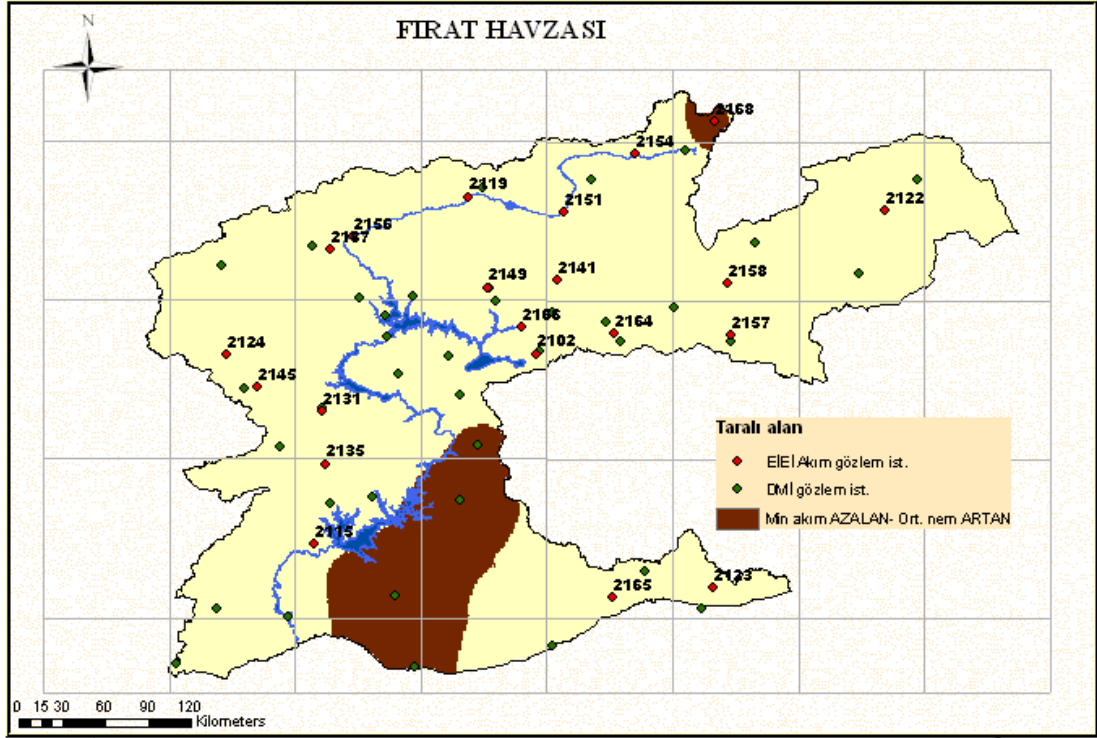 FIRAT HAVZASI
N
2168
2154
2119
2151
2122
2156
2167
2141
2149
2158
2166
2164
2157
2102
2124
2145
2131
2135
2115
2165
2123
Taralı alan
EİEİ Akım gözlem ist.
DMİ gözlem ist.
Min akım AZALAN- Ort. nem ARTAN
0 15 30 60 90 120
Kilometers